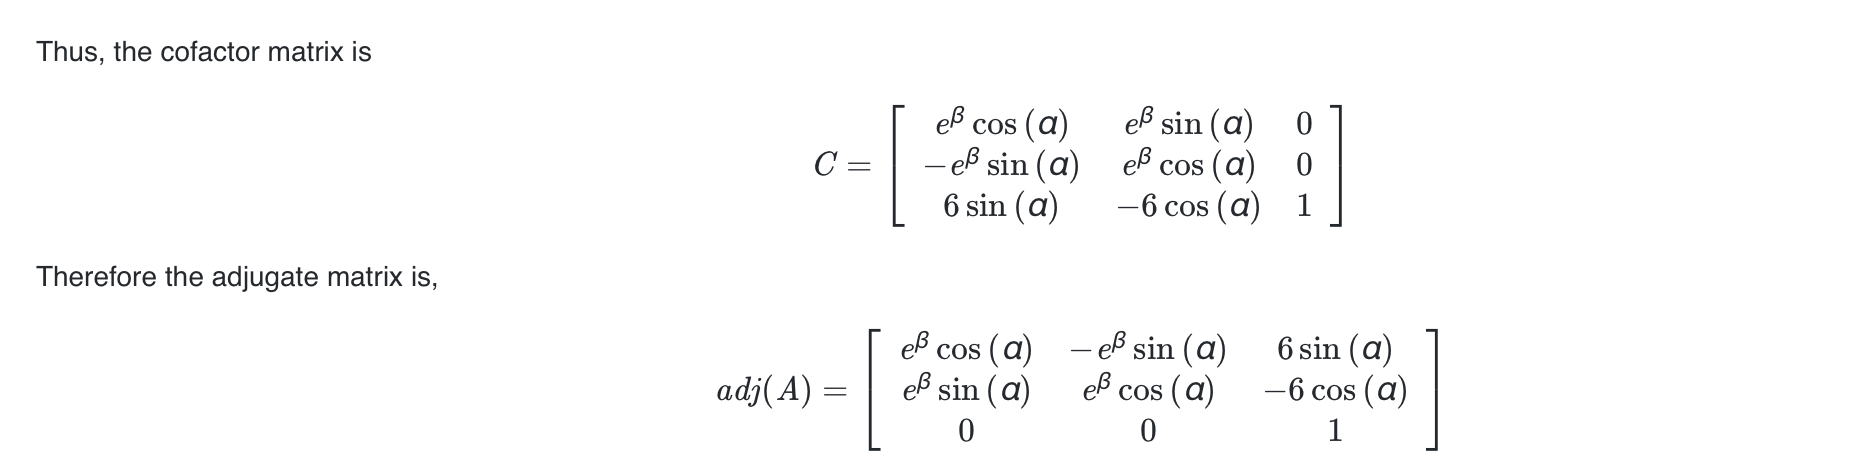 Thus, the cofactor matrix is
C = [ e^β cos (α) e^β sin (α) 0
−e^β sin (α) e^β cos (α) 0
6 sin (α) −6 cos (α) 1 ]
Therefore the adjugate matrix is,
adj(A) = [ e^β cos (α) −e^β sin (α) 6 sin (α)
e^β sin (α) e^β cos (α) −6 cos (α)
0 0 1 ]